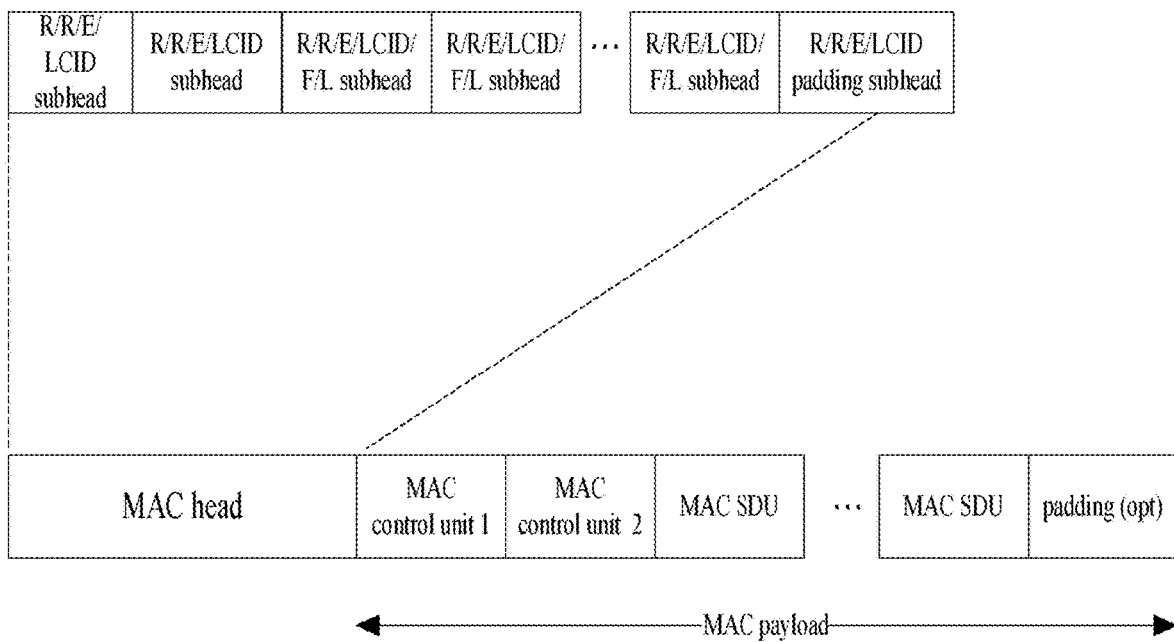 R/R/E/
LCID
subhead
R/R/E/LCID
subhead
R/R/E/LCID/
F/L subhead
R/R/E/LCID/
F/L subhead
...
R/R/E/LCID/
F/L subhead
R/R/E/LCID
padding subhead
MAC head
MAC
control unit 1
MAC
control unit 2
MAC SDU
...
MAC SDU
padding (opt)
MAC payload